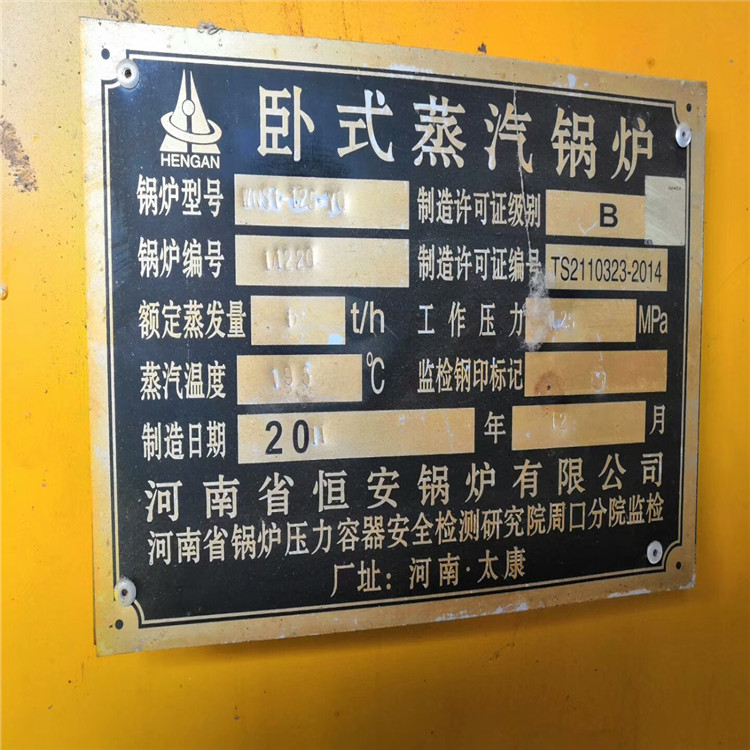 HENGAN
卧式蒸汽锅炉
锅炉型号 制造许可证级别 B
锅炉编号 11220 制造许可证编号 TS2110323-2014
额定蒸发量 6 t/h 工作压力 MPa
蒸汽温度 ℃ 监检钢印标记
制造日期 2011 年 12 月
河南省恒安锅炉有限公司
河南省锅炉压力容器安全检测研究院周口分院监检
厂址：河南·太康